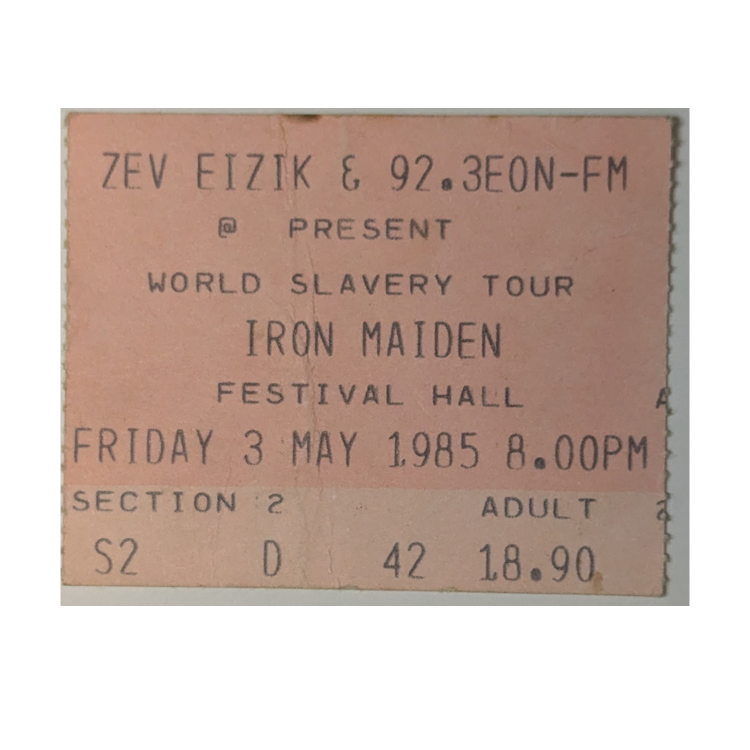 ZEV EIZIK & 92.3EON-FM
@ PRESENT
WORLD SLAVERY TOUR
IRON MAIDEN
FESTIVAL HALL A
FRIDAY 3 MAY 1985 8.00PM
SECTION 2 ADULT
S2 D 42 18.90